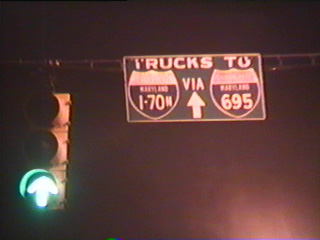 TRUCKS TO
MARYLAND VIA MARYLAND
I-70N 695